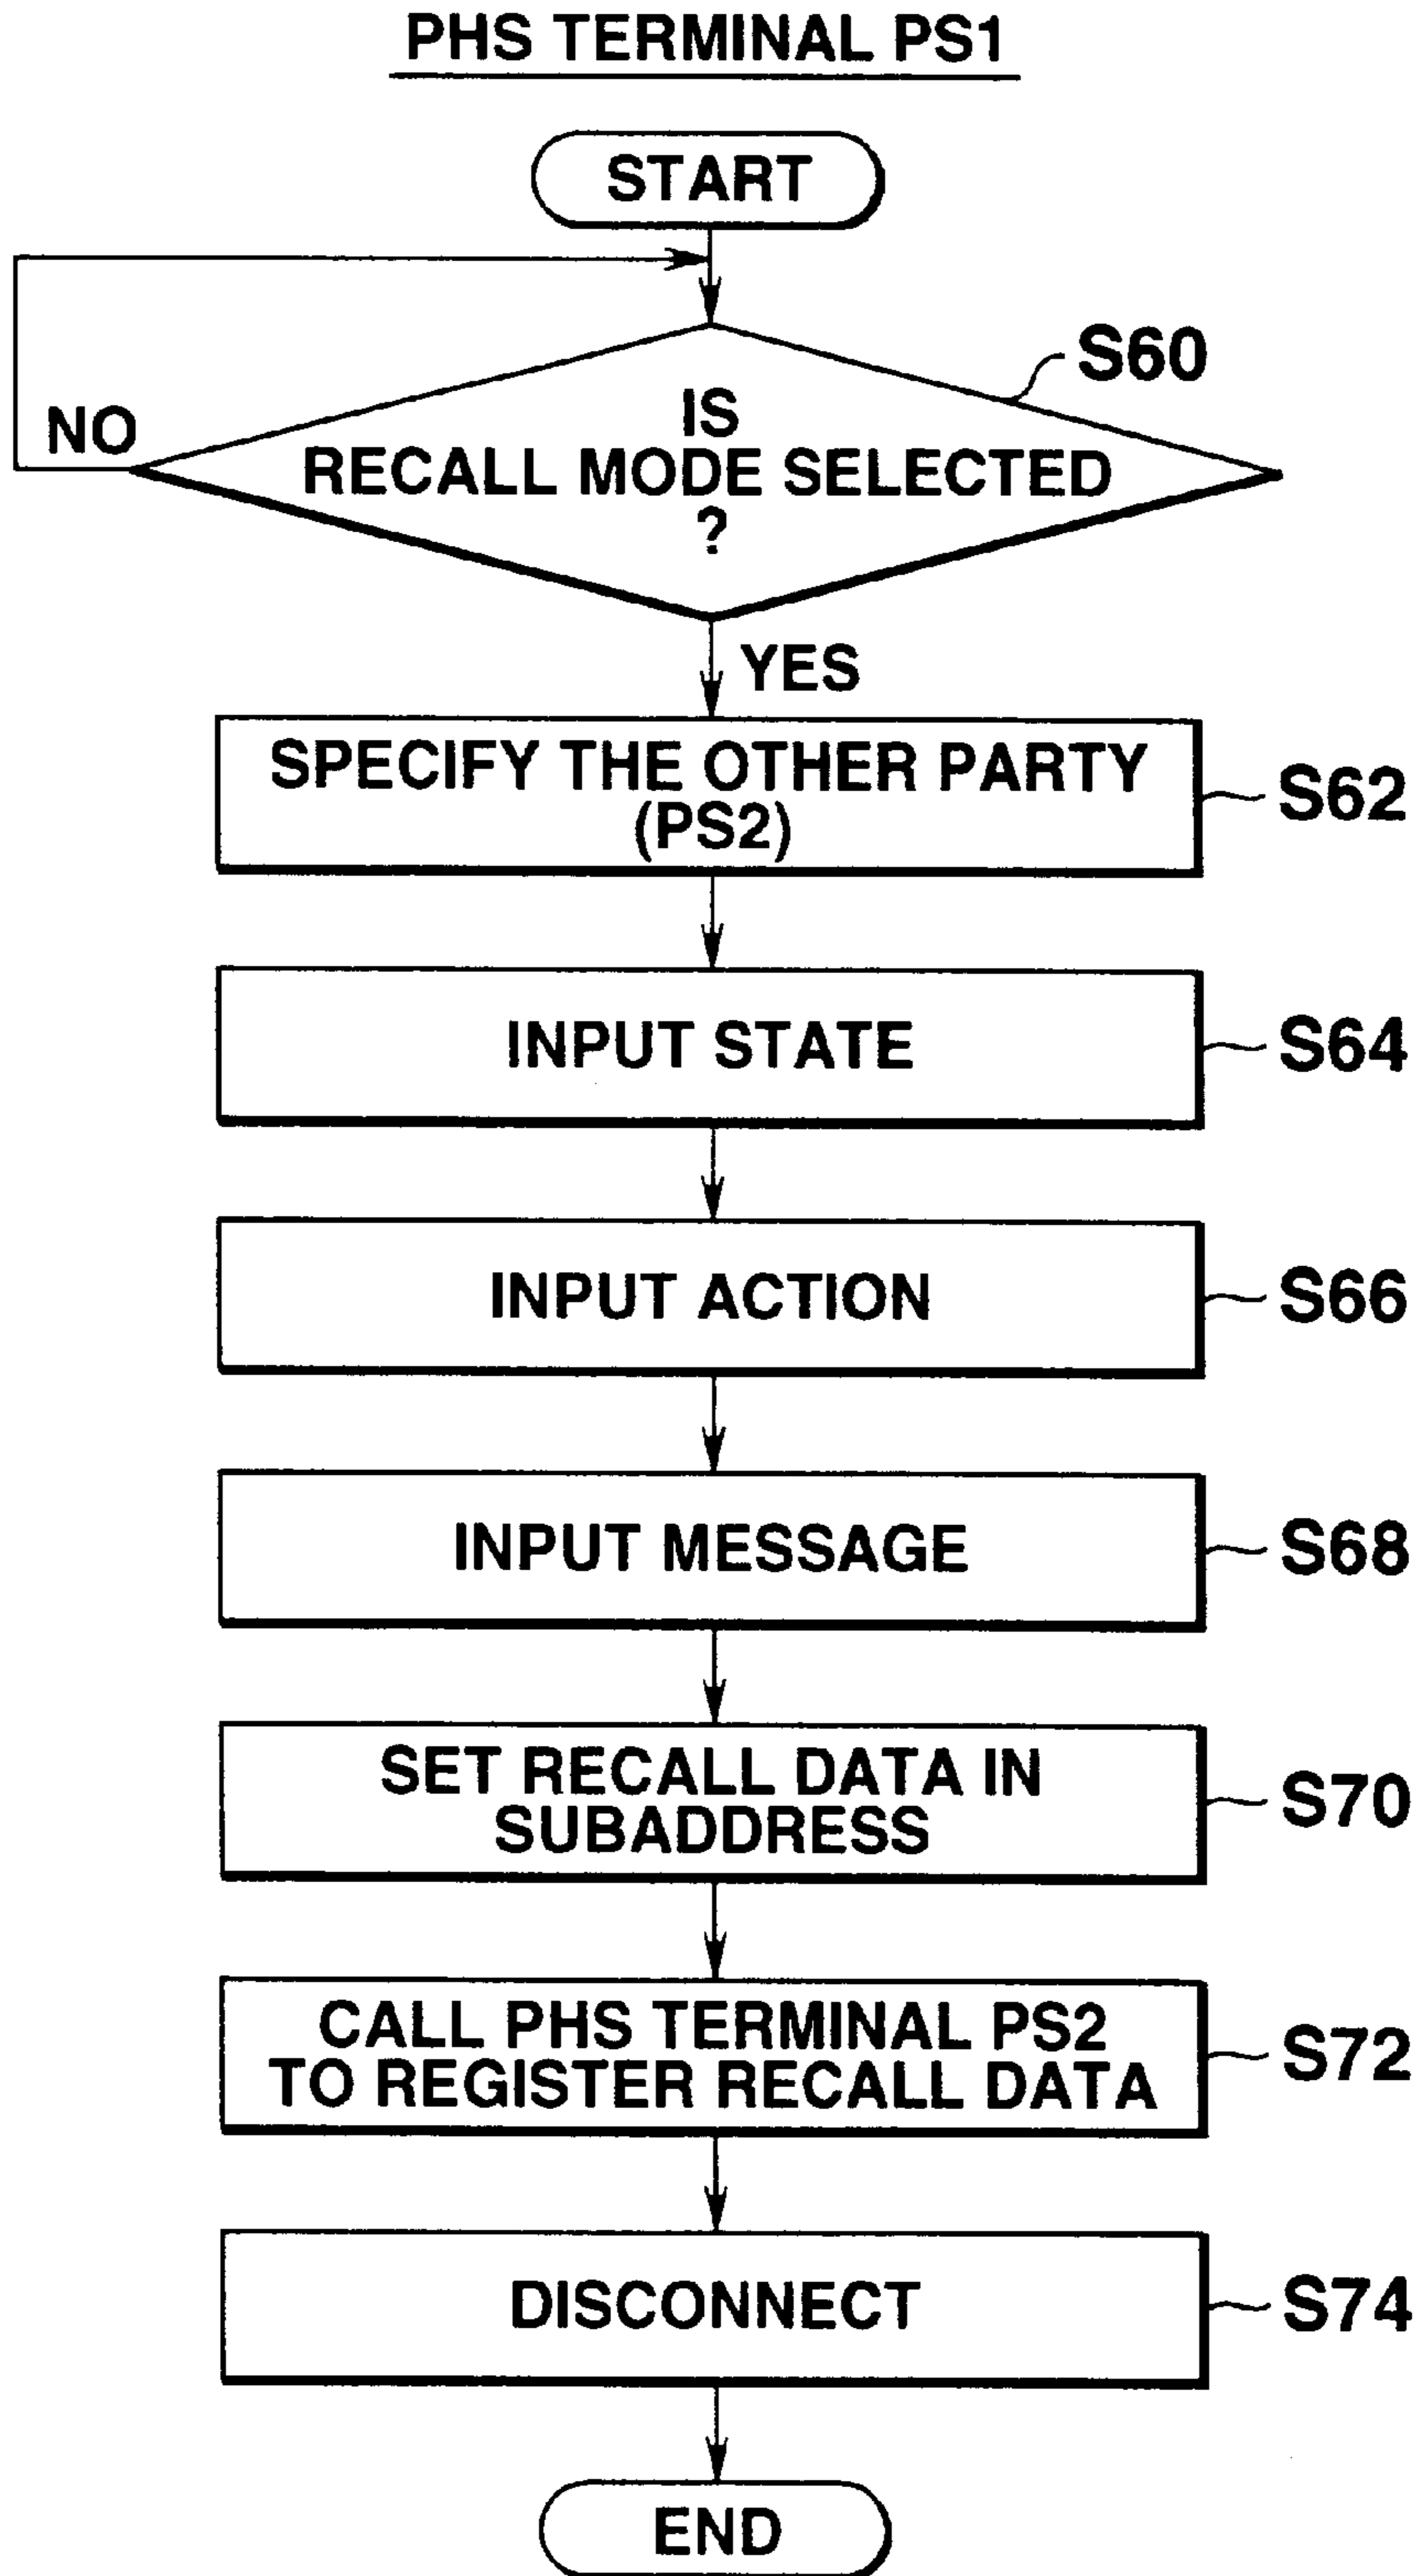 PHS TERMINAL PS1
START
S60
NO
IS
RECALL MODE SELECTED
?
YES
SPECIFY THE OTHER PARTY
(PS2)
S62
INPUT STATE
S64
INPUT ACTION
S66
INPUT MESSAGE
S68
SET RECALL DATA IN
SUBADDRESS
S70
CALL PHS TERMINAL PS2
TO REGISTER RECALL DATA
S72
DISCONNECT
S74
END